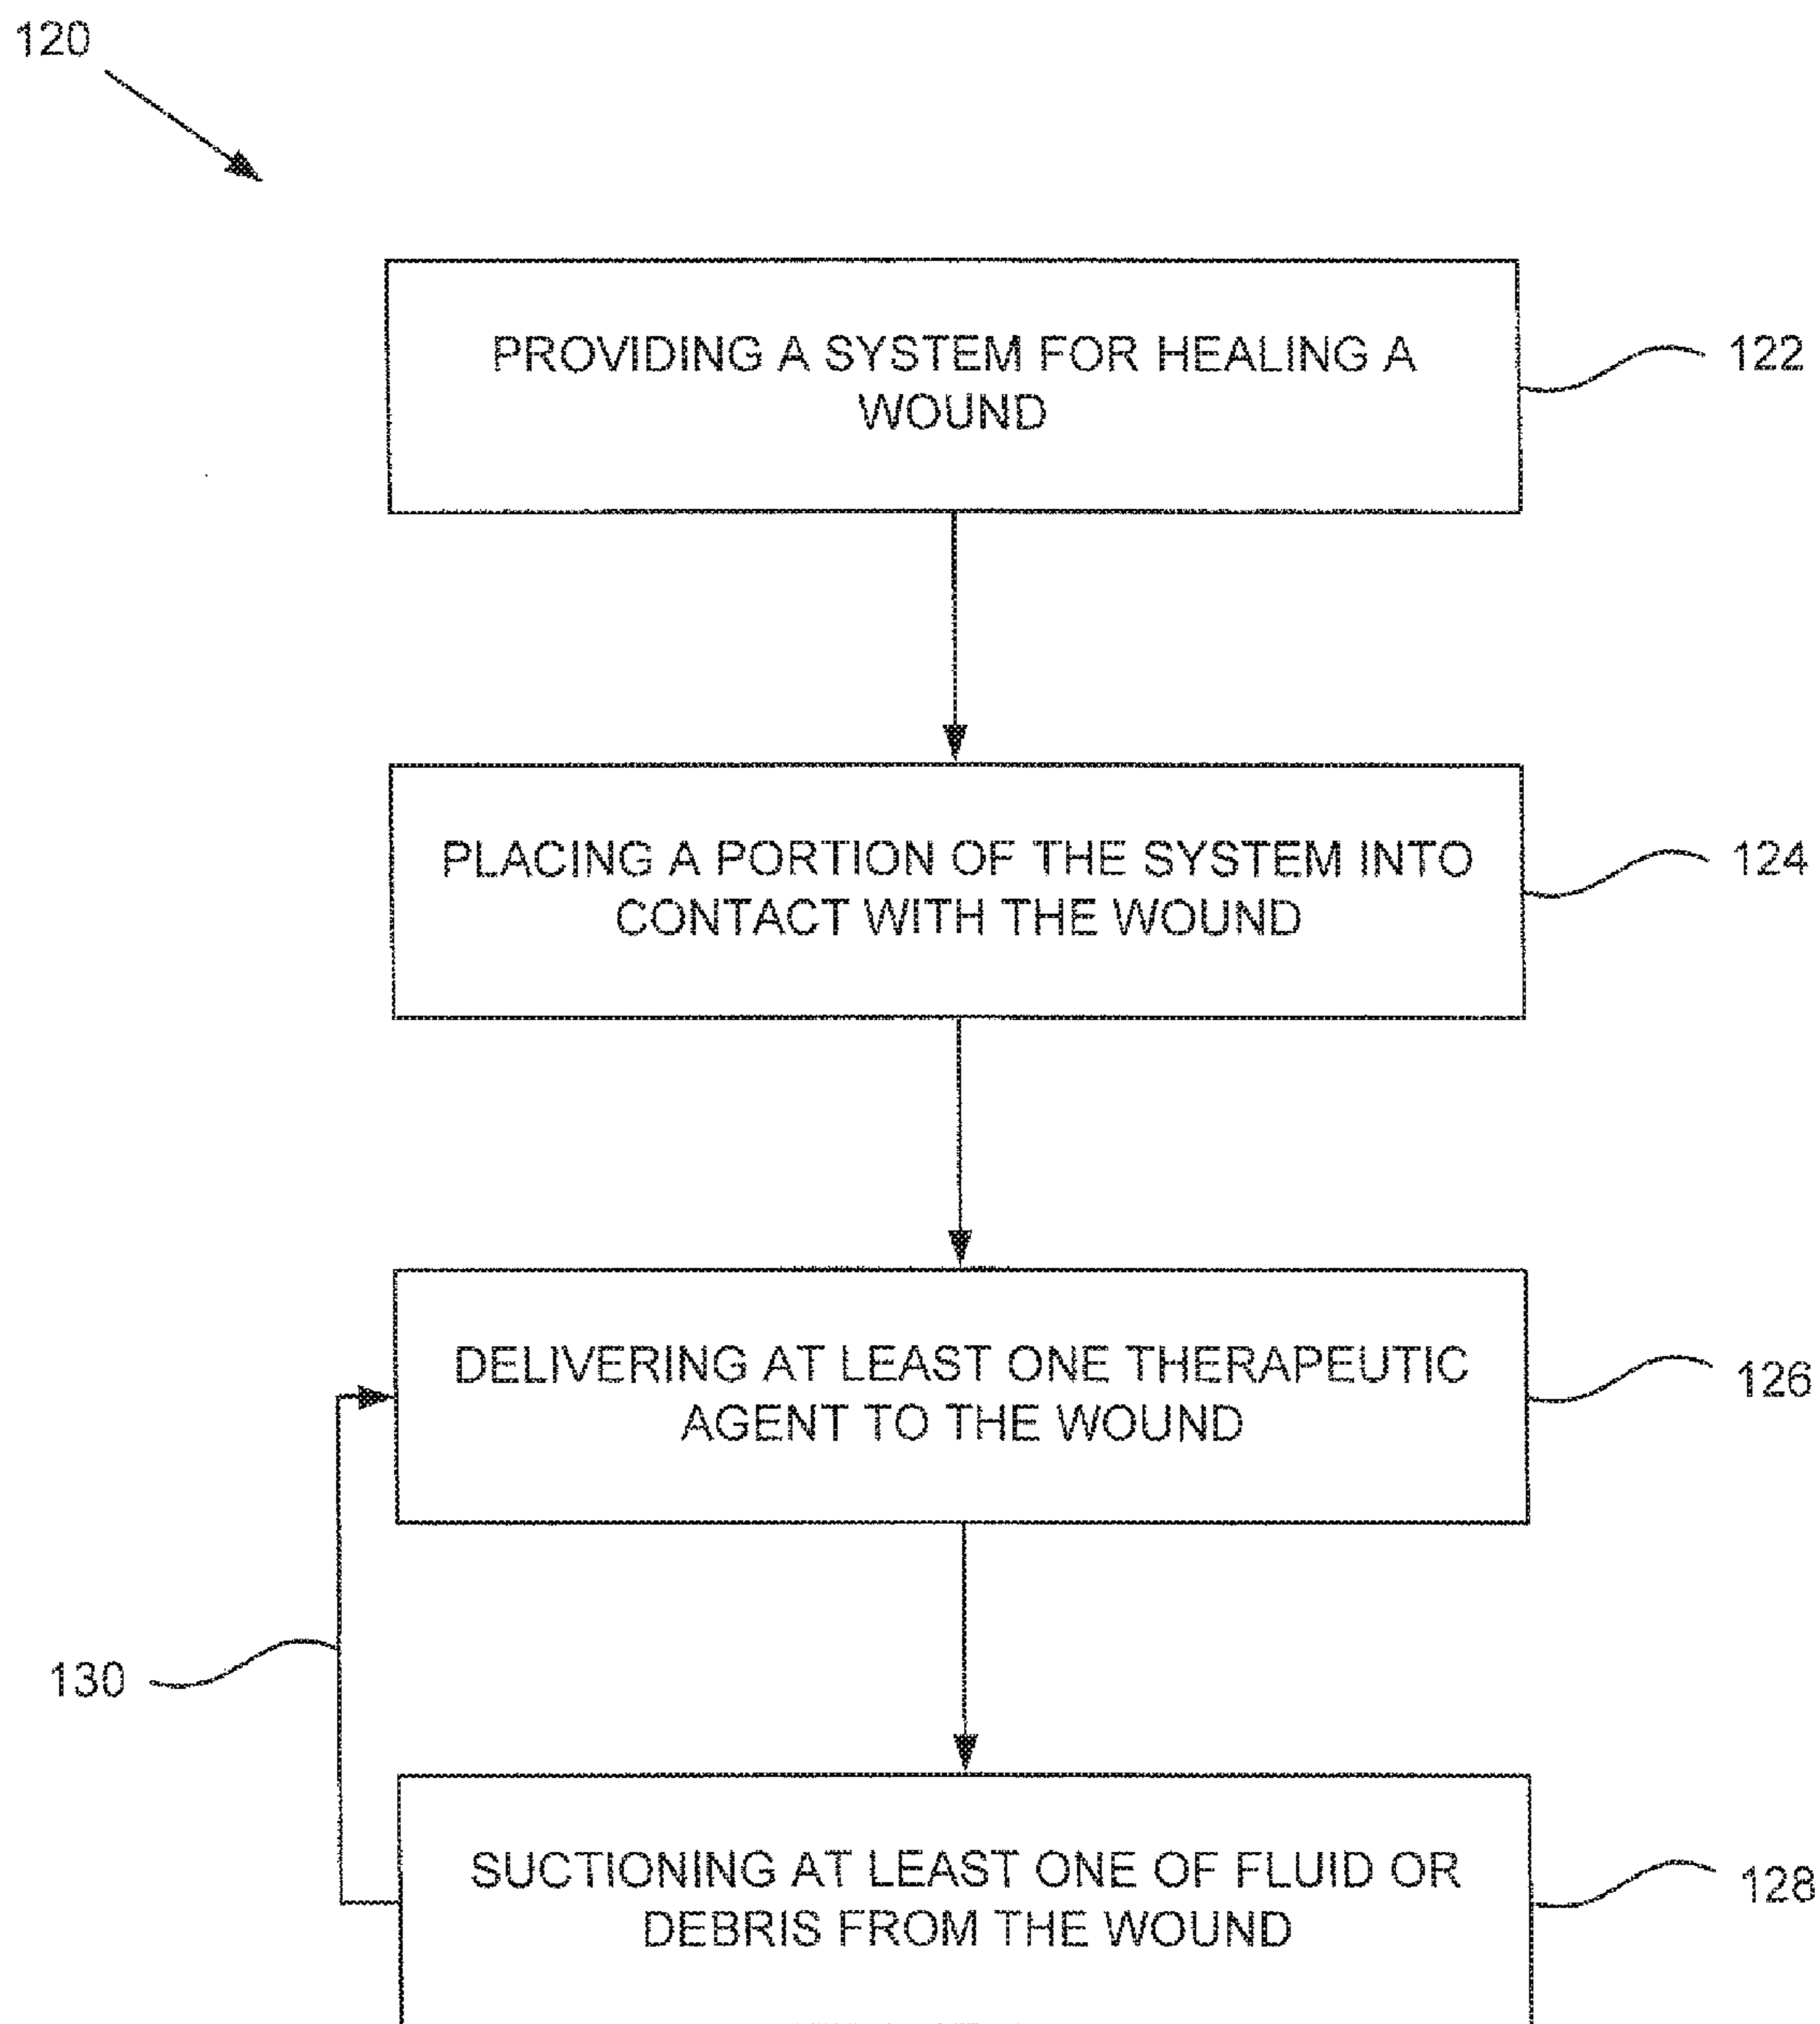 120
PROVIDING A SYSTEM FOR HEALING A
WOUND
122
PLACING A PORTION OF THE SYSTEM INTO
CONTACT WITH THE WOUND
124
DELIVERING AT LEAST ONE THERAPEUTIC
AGENT TO THE WOUND
126
130
SUCTIONING AT LEAST ONE OF FLUID OR
DEBRIS FROM THE WOUND
128